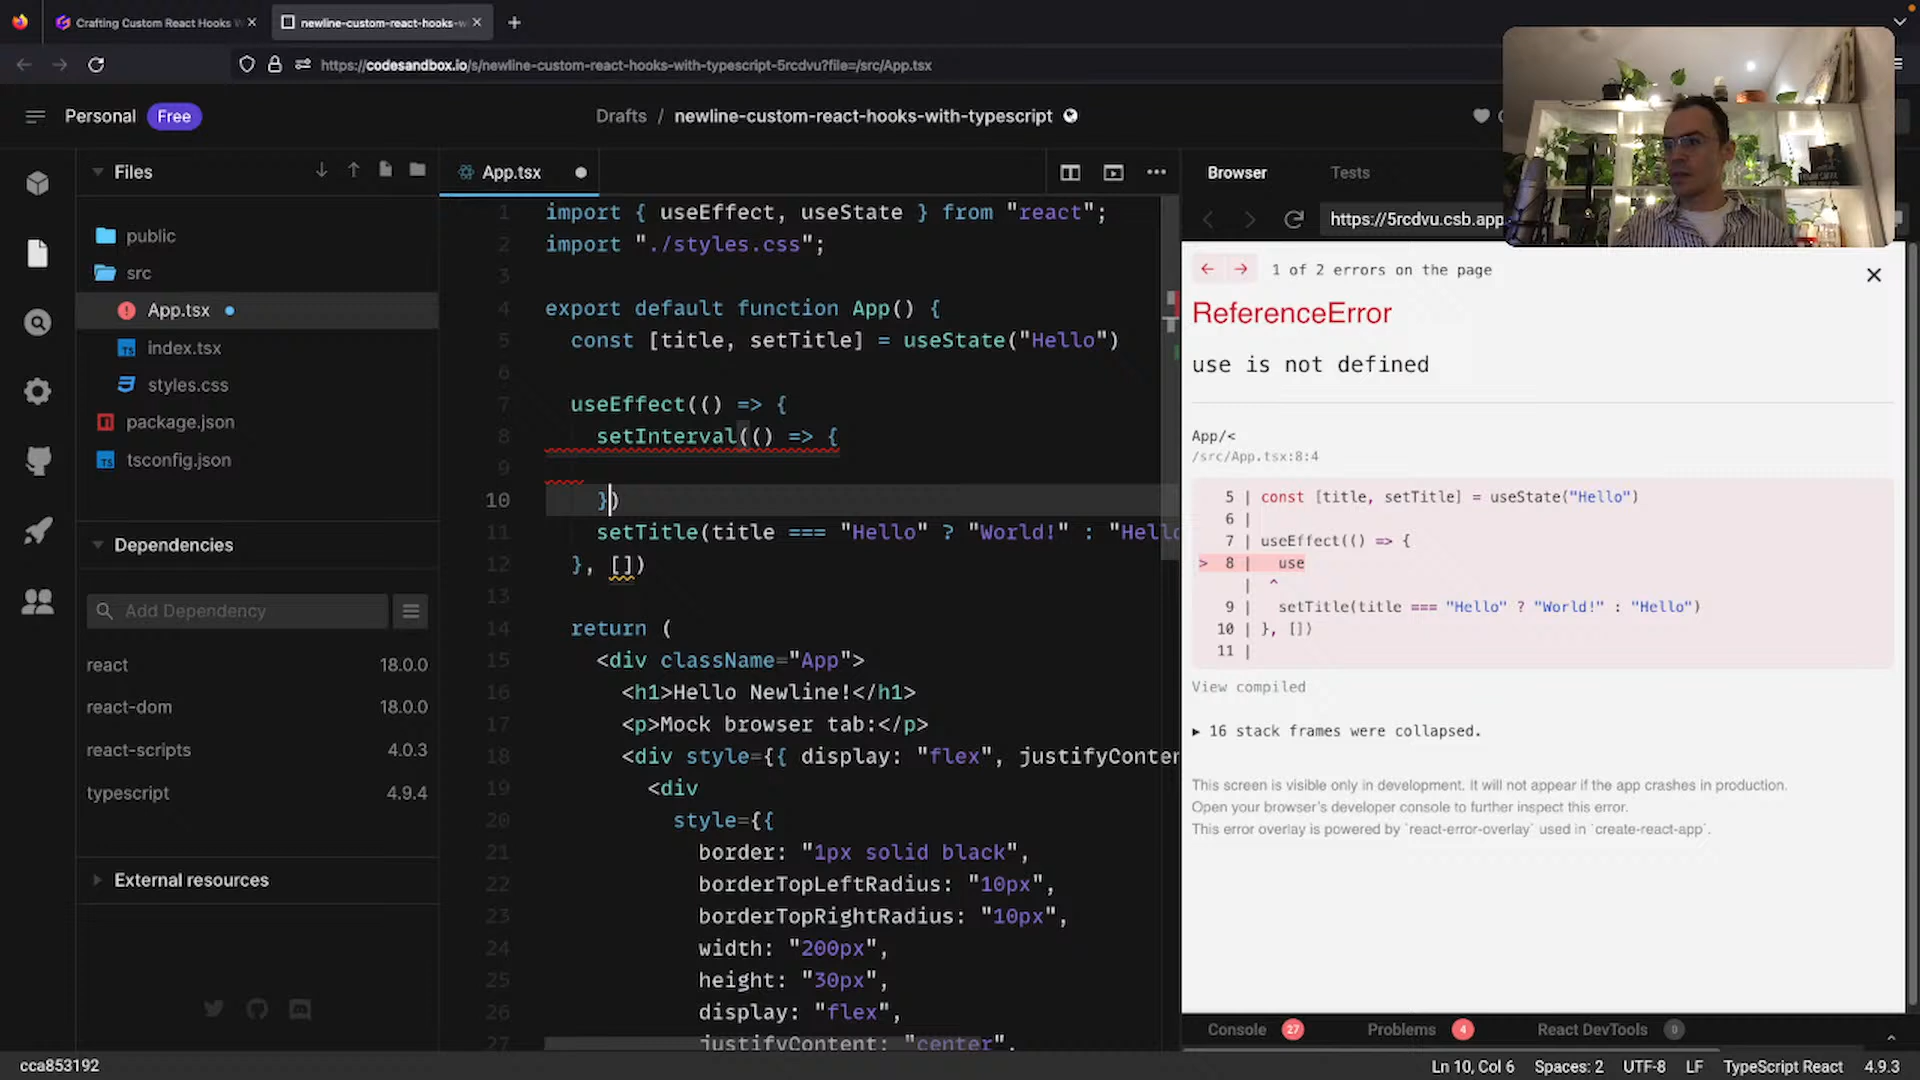 Crafting Custom React Hooks W
newline-custom-react-hooks-w
https://codesandbox.io/s/newline-custom-react-hooks-with-typescript-5rcdvu?file=/src/App.tsx
Personal Free
Drafts / newline-custom-react-hooks-with-typescript
Files
public
src
App.tsx
index.tsx
styles.css
package.json
tsconfig.json
Dependencies
Add Dependency
react 18.0.0
react-dom 18.0.0
react-scripts 4.0.3
typescript 4.9.4
External resources
App.tsx
1 import { useEffect, useState } from "react";
2 import "./styles.css";
3
4 export default function App() {
5 const [title, setTitle] = useState("Hello")
6
7 useEffect(() => {
8 setInterval(() => {
9
10 })
11 setTitle(title === "Hello" ? "World!" : "Hello
12 }, [])
13
14 return (
15 <div className="App">
16 <h1>Hello Newline!</h1>
17 <p>Mock browser tab:</p>
18 <div style={{ display: "flex", justifyConten
19 <div
20 style={{
21 border: "1px solid black",
22 borderTopLeftRadius: "10px",
23 borderTopRightRadius: "10px",
24 width: "200px",
25 height: "30px",
26 display: "flex",
27 justifyContent: "center",
Browser Tests
https://5rcdvu.csb.app
1 of 2 errors on the page
ReferenceError
use is not defined
App/<
/src/App.tsx:8:4
5 | const [title, setTitle] = useState("Hello")
6 |
7 | useEffect(() => {
> 8 | use
| ^
9 | setTitle(title === "Hello" ? "World!" : "Hello")
10 | }, [])
11 |
View compiled
▶ 16 stack frames were collapsed.
This screen is visible only in development. It will not appear if the app crashes in production.
Open your browser's developer console to further inspect this error.
This error overlay is powered by `react-error-overlay` used in `create-react-app`.
Console 27 Problems 4 React DevTools 0
cca853192
Ln 10, Col 6 Spaces: 2 UTF-8 LF TypeScript React 4.9.3